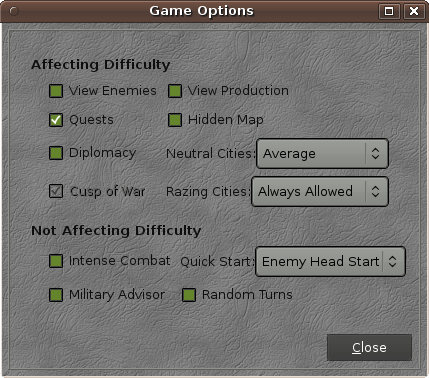 Game Options
Affecting Difficulty
View Enemies View Production
Quests Hidden Map
Diplomacy Neutral Cities: Average
Cusp of War Razing Cities: Always Allowed
Not Affecting Difficulty
Intense Combat Quick Start: Enemy Head Start
Military Advisor Random Turns
Close